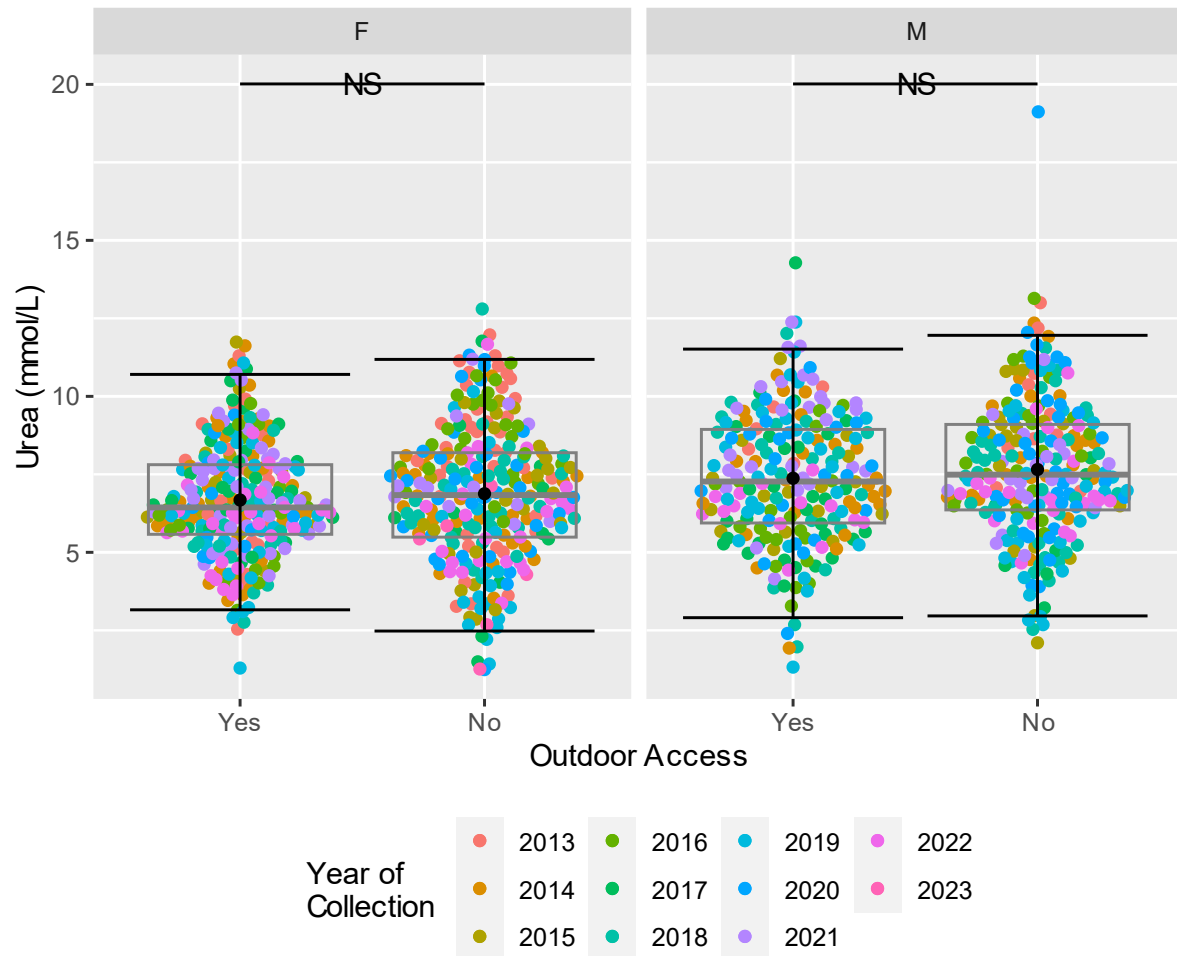 F
M
NS
NS
20
15
10
5
Urea (mmol/L)
Yes
No
Yes
No
Outdoor Access
Year of
Collection
2013
2016
2019
2022
2014
2017
2020
2023
2015
2018
2021